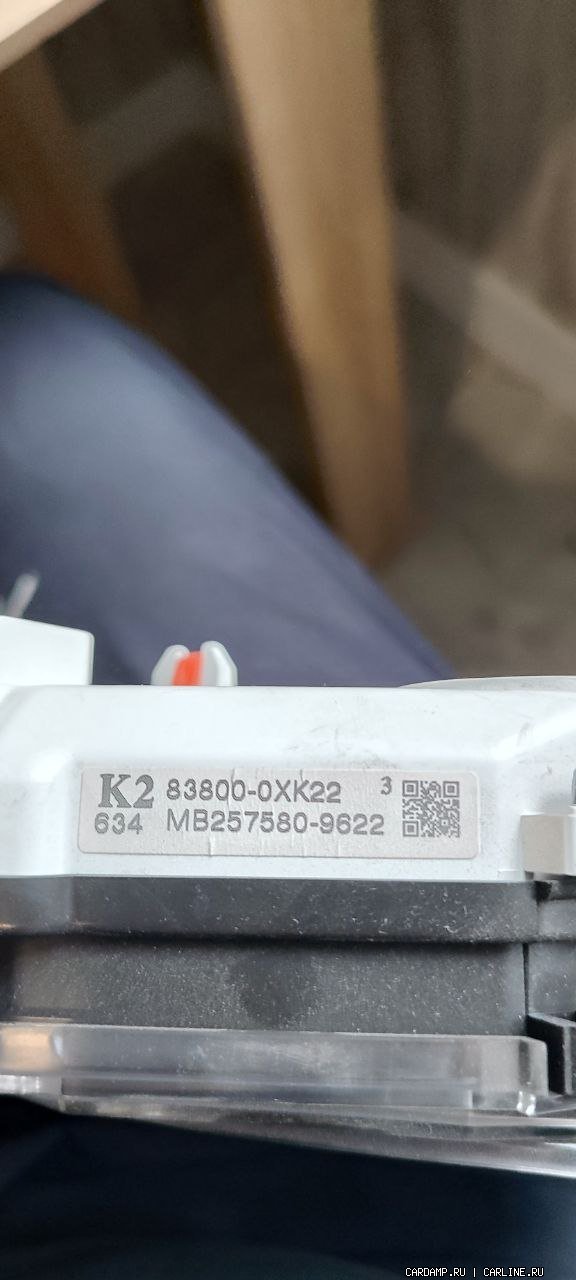 K2 83800-0XK22 3
634 MB257580-9622
CARDAMP.RU | CARLINE.RU